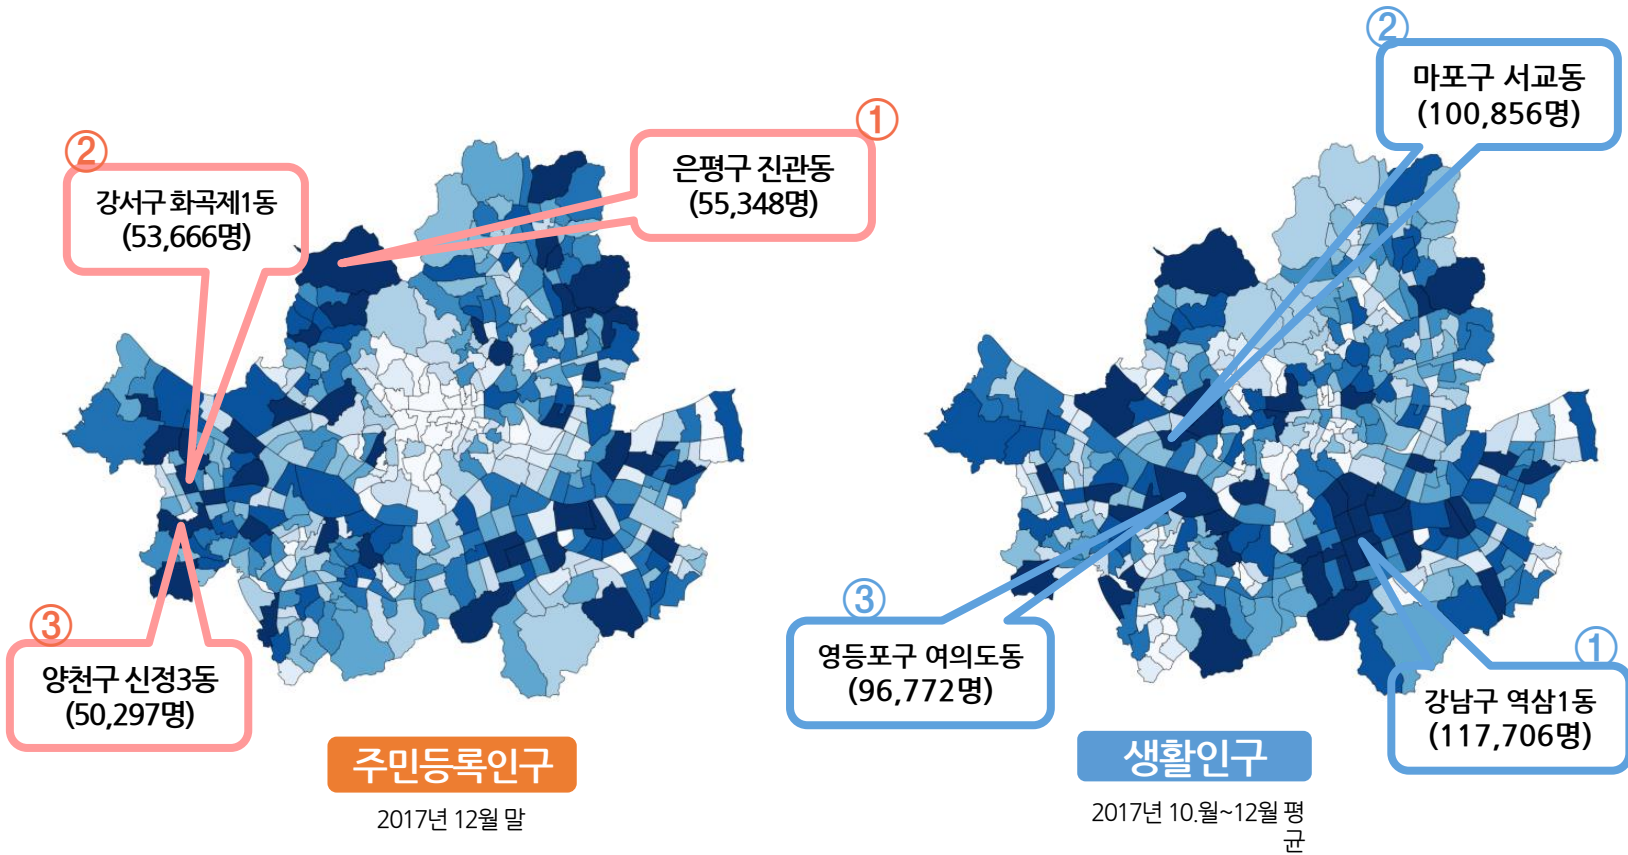 ②
강서구 화곡제1동
(53,666명)
①
은평구 진관동
(55,348명)
③
양천구 신정3동
(50,297명)
주민등록인구
2017년 12월 말
②
마포구 서교동
(100,856명)
③
영등포구 여의도동
(96,772명)
①
강남구 역삼1동
(117,706명)
생활인구
2017년 10.월~12월 평
균